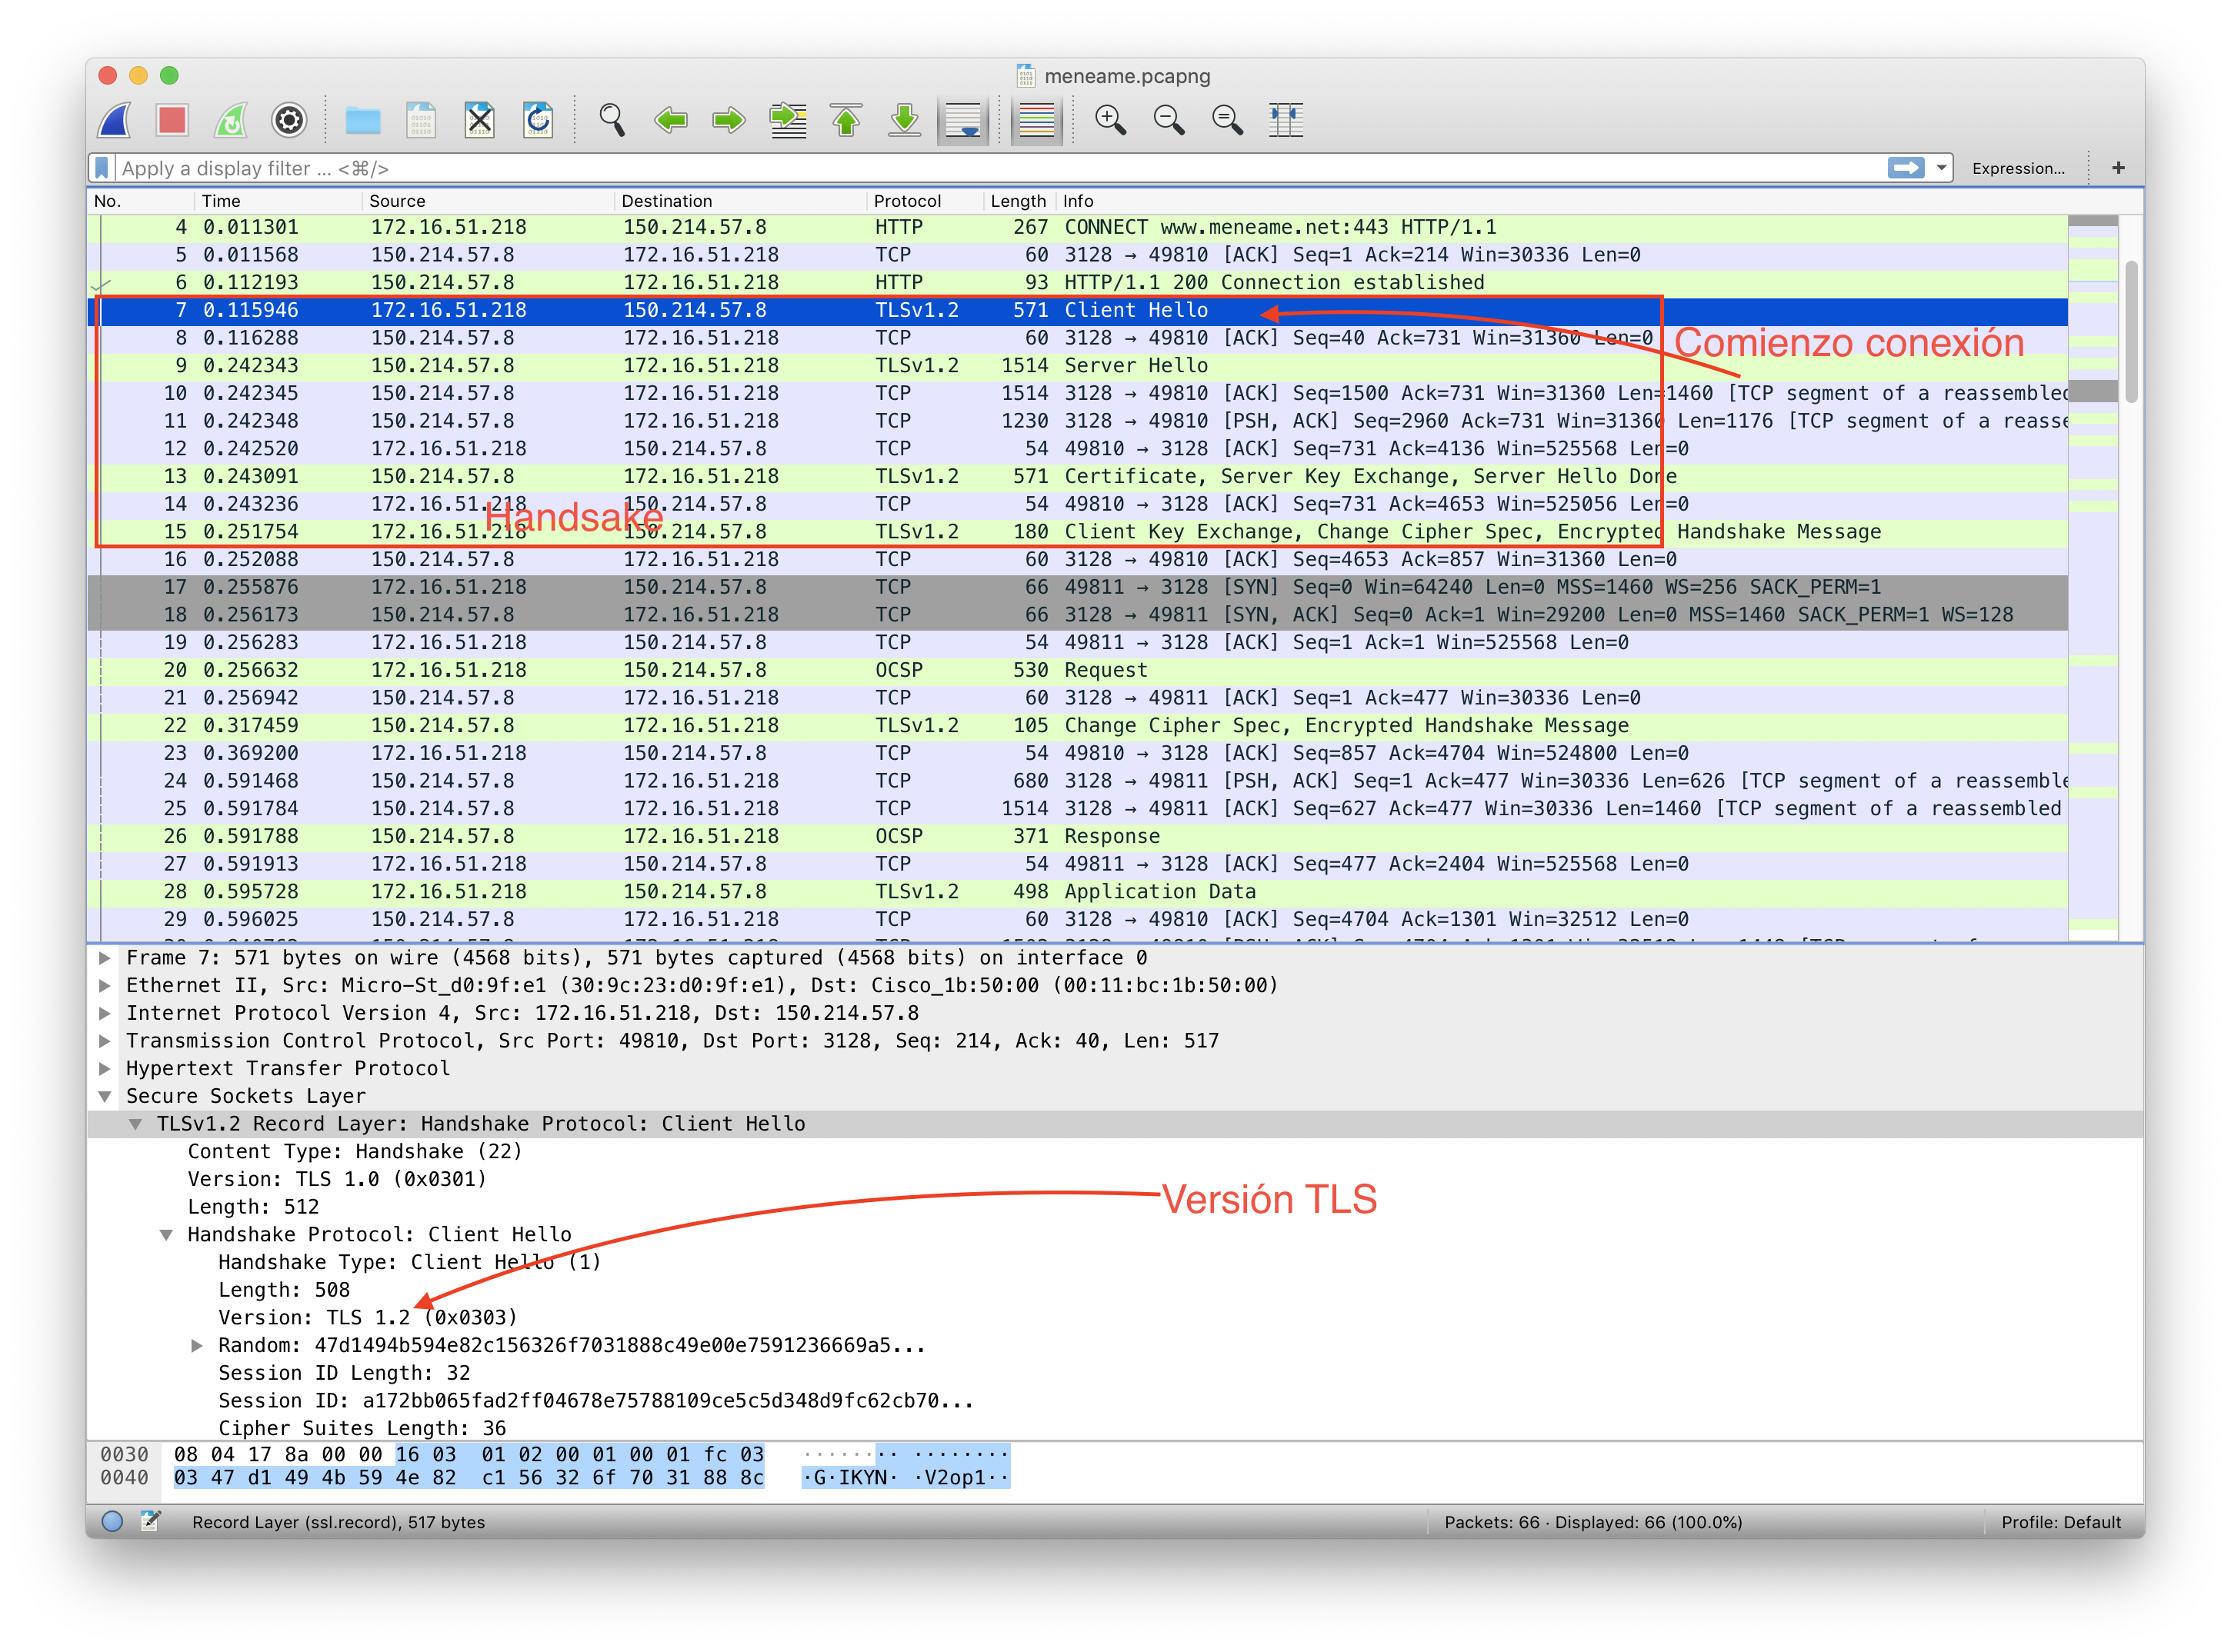 meneame.pcapng
Apply a display filter ... <⌘/>
Expression...
+
No. Time Source Destination Protocol Length Info
4 0.011301 172.16.51.218 150.214.57.8 HTTP 267 CONNECT www.meneame.net:443 HTTP/1.1
5 0.011568 150.214.57.8 172.16.51.218 TCP 60 3128 → 49810 [ACK] Seq=1 Ack=214 Win=30336 Len=0
6 0.112193 150.214.57.8 172.16.51.218 HTTP 93 HTTP/1.1 200 Connection established
7 0.115946 172.16.51.218 150.214.57.8 TLSv1.2 571 Client Hello
8 0.116288 150.214.57.8 172.16.51.218 TCP 60 3128 → 49810 [ACK] Seq=40 Ack=731 Win=31360 Len=0
Comienzo conexión
9 0.242343 150.214.57.8 172.16.51.218 TLSv1.2 1514 Server Hello
10 0.242345 150.214.57.8 172.16.51.218 TCP 1514 3128 → 49810 [ACK] Seq=1500 Ack=731 Win=31360 Len=1460 [TCP segment of a reassembled
11 0.242348 150.214.57.8 172.16.51.218 TCP 1230 3128 → 49810 [PSH, ACK] Seq=2960 Ack=731 Win=31360 Len=1176 [TCP segment of a reasse
12 0.242520 172.16.51.218 150.214.57.8 TCP 54 49810 → 3128 [ACK] Seq=731 Ack=4136 Win=525568 Len=0
13 0.243091 150.214.57.8 172.16.51.218 TLSv1.2 571 Certificate, Server Key Exchange, Server Hello Done
14 0.243236 172.16.51.218 150.214.57.8 TCP 54 49810 → 3128 [ACK] Seq=731 Ack=4653 Win=525056 Len=0
Handsake
15 0.251754 172.16.51.218 150.214.57.8 TLSv1.2 180 Client Key Exchange, Change Cipher Spec, Encrypted Handshake Message
16 0.252088 150.214.57.8 172.16.51.218 TCP 60 3128 → 49810 [ACK] Seq=4653 Ack=857 Win=31360 Len=0
17 0.255876 172.16.51.218 150.214.57.8 TCP 66 49811 → 3128 [SYN] Seq=0 Win=64240 Len=0 MSS=1460 WS=256 SACK_PERM=1
18 0.256173 150.214.57.8 172.16.51.218 TCP 66 3128 → 49811 [SYN, ACK] Seq=0 Ack=1 Win=29200 Len=0 MSS=1460 SACK_PERM=1 WS=128
19 0.256283 172.16.51.218 150.214.57.8 TCP 54 49811 → 3128 [ACK] Seq=1 Ack=1 Win=525568 Len=0
20 0.256632 172.16.51.218 150.214.57.8 OCSP 530 Request
21 0.256942 150.214.57.8 172.16.51.218 TCP 60 3128 → 49811 [ACK] Seq=1 Ack=477 Win=30336 Len=0
22 0.317459 150.214.57.8 172.16.51.218 TLSv1.2 105 Change Cipher Spec, Encrypted Handshake Message
23 0.369200 172.16.51.218 150.214.57.8 TCP 54 49810 → 3128 [ACK] Seq=857 Ack=4704 Win=524800 Len=0
24 0.591468 150.214.57.8 172.16.51.218 TCP 680 3128 → 49811 [PSH, ACK] Seq=1 Ack=477 Win=30336 Len=626 [TCP segment of a reassemble
25 0.591784 150.214.57.8 172.16.51.218 TCP 1514 3128 → 49811 [ACK] Seq=627 Ack=477 Win=30336 Len=1460 [TCP segment of a reassembled
26 0.591788 150.214.57.8 172.16.51.218 OCSP 371 Response
27 0.591913 172.16.51.218 150.214.57.8 TCP 54 49811 → 3128 [ACK] Seq=477 Ack=2404 Win=525568 Len=0
28 0.595728 172.16.51.218 150.214.57.8 TLSv1.2 498 Application Data
29 0.596025 150.214.57.8 172.16.51.218 TCP 60 3128 → 49810 [ACK] Seq=4704 Ack=1301 Win=32512 Len=0
Frame 7: 571 bytes on wire (4568 bits), 571 bytes captured (4568 bits) on interface 0
Ethernet II, Src: Micro-St_d0:9f:e1 (30:9c:23:d0:9f:e1), Dst: Cisco_1b:50:00 (00:11:bc:1b:50:00)
Internet Protocol Version 4, Src: 172.16.51.218, Dst: 150.214.57.8
Transmission Control Protocol, Src Port: 49810, Dst Port: 3128, Seq: 214, Ack: 40, Len: 517
Hypertext Transfer Protocol
Secure Sockets Layer
TLSv1.2 Record Layer: Handshake Protocol: Client Hello
Content Type: Handshake (22)
Version: TLS 1.0 (0x0301)
Versión TLS
Length: 512
Handshake Protocol: Client Hello
Handshake Type: Client Hello (1)
Length: 508
Version: TLS 1.2 (0x0303)
Random: 47d1494b594e82c156326f7031888c49e00e7591236669a5...
Session ID Length: 32
Session ID: a172bb065fad2ff04678e75788109ce5c5d348d9fc62cb70...
Cipher Suites Length: 36
0030 08 04 17 8a 00 00 16 03 01 02 00 01 00 01 fc 03 ········ ········
0040 03 47 d1 49 4b 59 4e 82 c1 56 32 6f 70 31 88 8c ·G·IKYN· ·V2op1··
Record Layer (ssl.record), 517 bytes
Packets: 66 · Displayed: 66 (100.0%)
Profile: Default